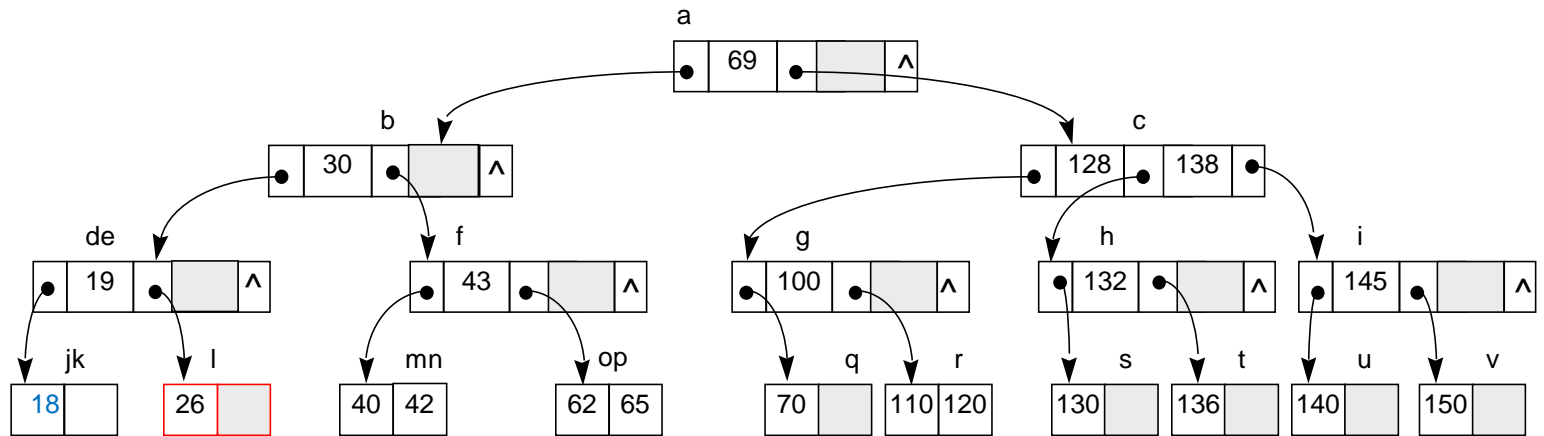 a
69 ^
b c
30 ^ 128 138
de f g h i
19 ^ 43 ^ 100 ^ 132 ^ 145 ^
jk l mn op q r s t u v
18 26 40 42 62 65 70 110 120 130 136 140 150